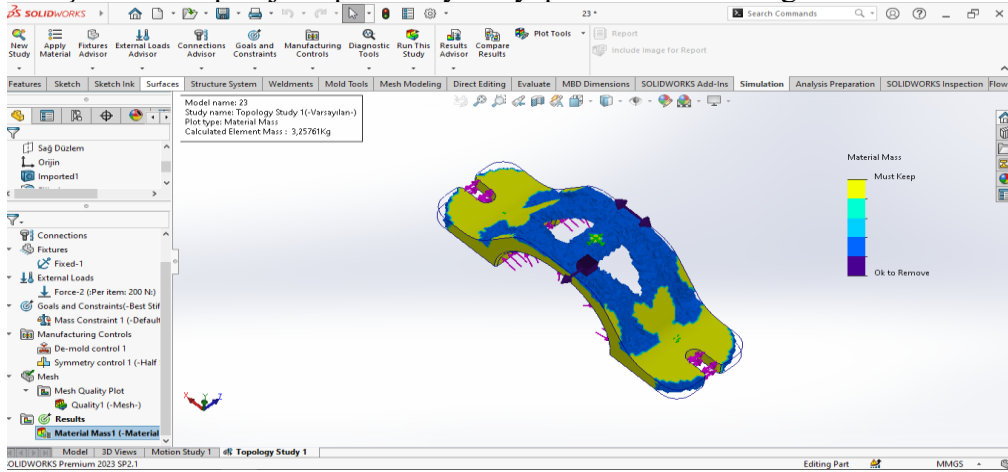 SOLIDWORKS
23 *
Search Commands
New Study
Apply Material
Fixtures Advisor
External Loads Advisor
Connections Advisor
Goals and Constraints
Manufacturing Controls
Diagnostic Tools
Run This Study
Results Advisor
Compare Results
Plot Tools
Report
Include Image for Report
Features Sketch Sketch Ink Surfaces Structure System Weldments Mold Tools Mesh Modeling Direct Editing Evaluate MBD Dimensions SOLIDWORKS Add-Ins Simulation Analysis Preparation SOLIDWORKS Inspection Flow
Model name: 23
Study name: Topology Study 1(-Varsayılan-)
Plot type: Material Mass
Calculated Element Mass : 3,25761Kg
Sağ Düzlem
Orijin
Imported1
Connections
Fixtures
Fixed-1
External Loads
Force-2 (:Per item: 200 N:)
Goals and Constraints(-Best Stif
Mass Constraint 1 (-Default
Manufacturing Controls
De-mold control 1
Symmetry control 1 (-Half
Mesh
Mesh Quality Plot
Quality1 (-Mesh-)
Results
Material Mass1 (-Material
Material Mass
Must Keep
Ok to Remove
Model 3D Views Motion Study 1 Topology Study 1
SOLIDWORKS Premium 2023 SP2.1
Editing Part
MMGS